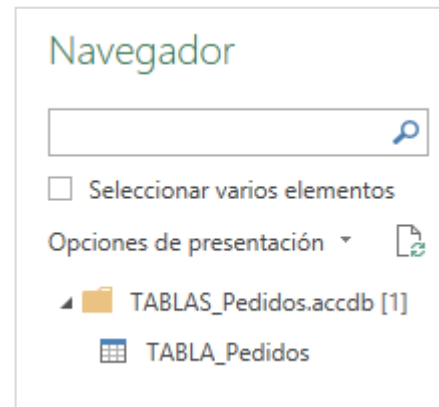 Navegador
Seleccionar varios elementos
Opciones de presentación
TABLAS_Pedidos.accdb [1]
TABLA_Pedidos